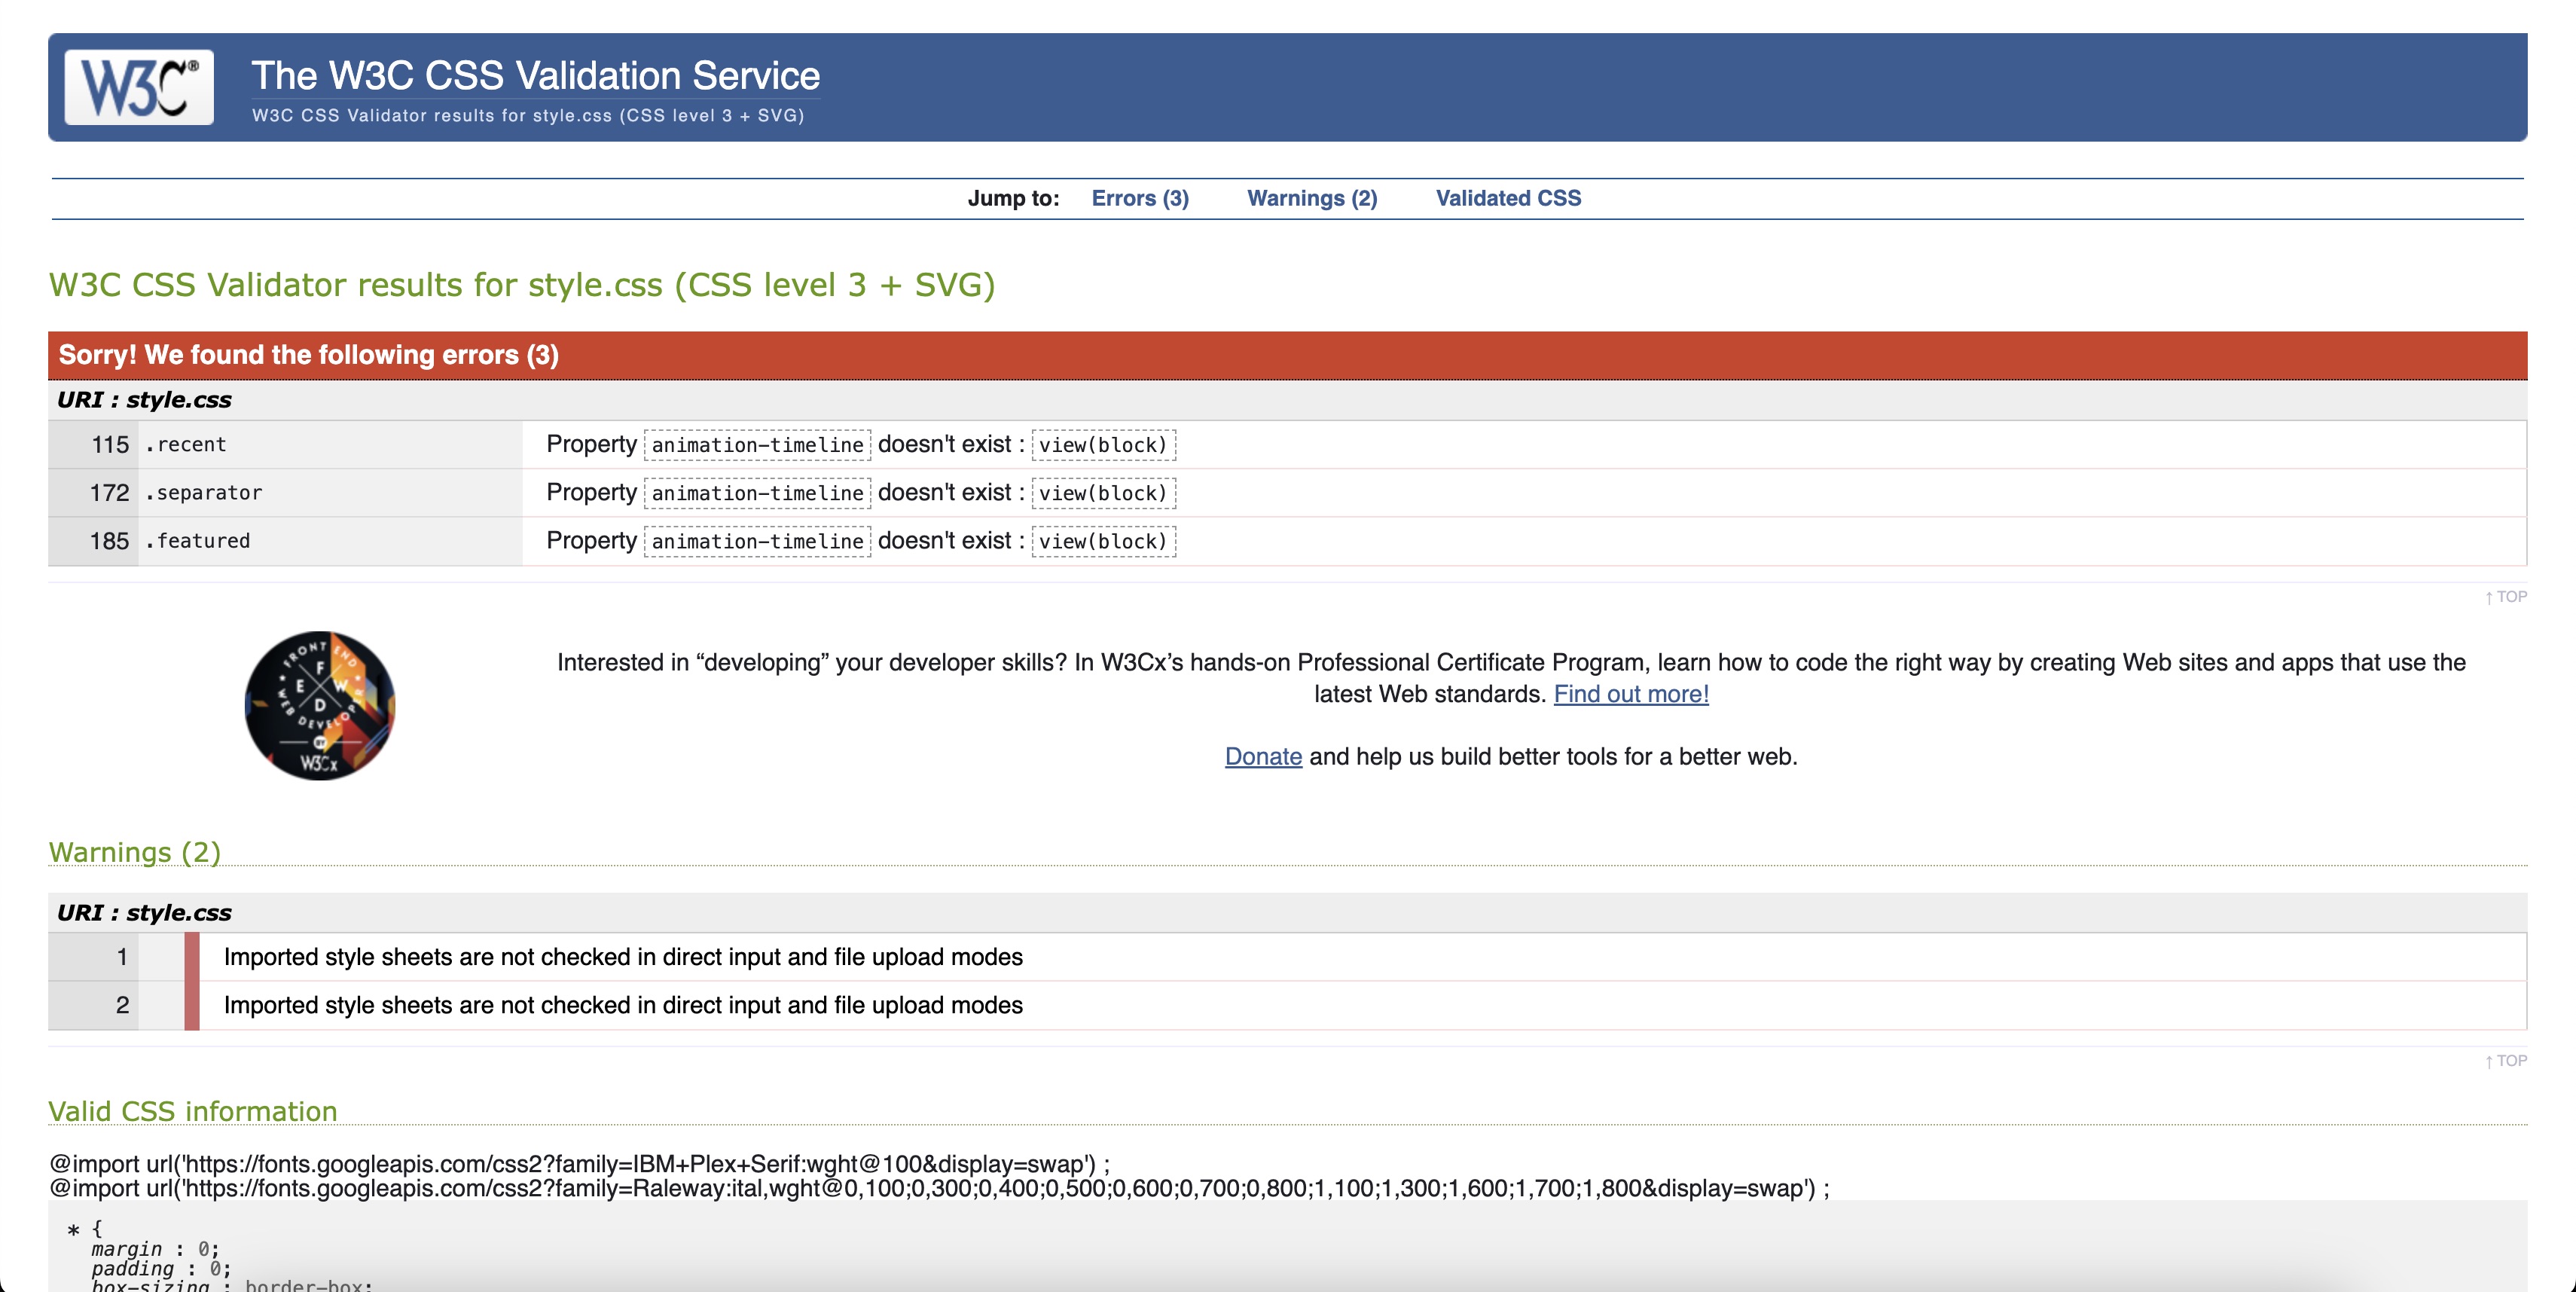 W3C®
The W3C CSS Validation Service
W3C CSS Validator results for style.css (CSS level 3 + SVG)
Jump to: Errors (3) Warnings (2) Validated CSS
W3C CSS Validator results for style.css (CSS level 3 + SVG)
Sorry! We found the following errors (3)
URI : style.css
115 .recent Property animation-timeline doesn't exist : view(block)
172 .separator Property animation-timeline doesn't exist : view(block)
185 .featured Property animation-timeline doesn't exist : view(block)
↑ TOP
FRONT END
F
E W
D
WEB DEVELOPER
BY
W3Cx
Interested in “developing” your developer skills? In W3Cx’s hands-on Professional Certificate Program, learn how to code the right way by creating Web sites and apps that use the
latest Web standards. Find out more!
Donate and help us build better tools for a better web.
Warnings (2)
URI : style.css
1 Imported style sheets are not checked in direct input and file upload modes
2 Imported style sheets are not checked in direct input and file upload modes
↑ TOP
Valid CSS information
@import url('https://fonts.googleapis.com/css2?family=IBM+Plex+Serif:wght@100&display=swap') ;
@import url('https://fonts.googleapis.com/css2?family=Raleway:ital,wght@0,100;0,300;0,400;0,500;0,600;0,700;0,800;1,100;1,300;1,600;1,700;1,800&display=swap') ;
* {
margin : 0;
padding : 0;
box-sizing : border-box;